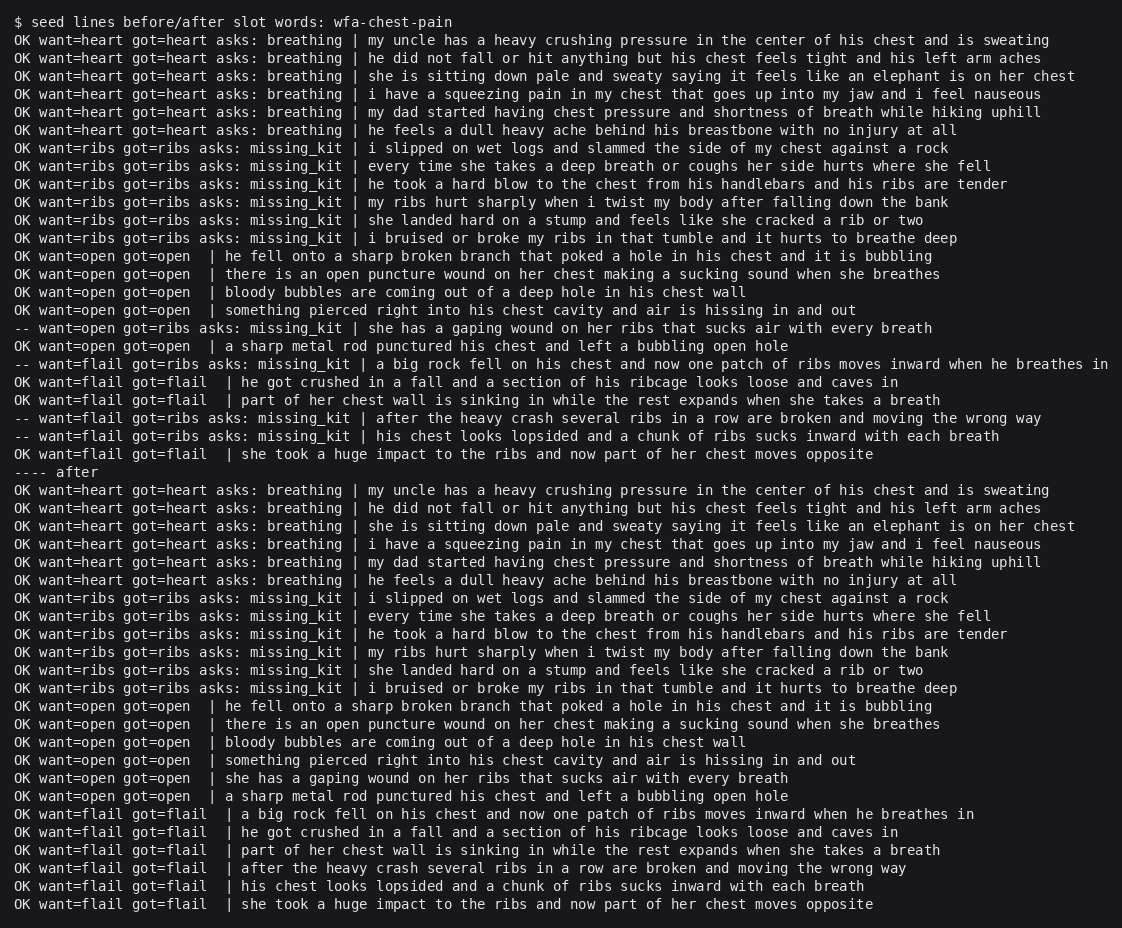 $ seed lines before/after slot words: wfa-chest-pain
OK want=heart got=heart asks: breathing | my uncle has a heavy crushing pressure in the center of his chest and is sweating
OK want=heart got=heart asks: breathing | he did not fall or hit anything but his chest feels tight and his left arm aches
OK want=heart got=heart asks: breathing | she is sitting down pale and sweaty saying it feels like an elephant is on her chest
OK want=heart got=heart asks: breathing | i have a squeezing pain in my chest that goes up into my jaw and i feel nauseous
OK want=heart got=heart asks: breathing | my dad started having chest pressure and shortness of breath while hiking uphill
OK want=heart got=heart asks: breathing | he feels a dull heavy ache behind his breastbone with no injury at all
OK want=ribs got=ribs asks: missing_kit | i slipped on wet logs and slammed the side of my chest against a rock
OK want=ribs got=ribs asks: missing_kit | every time she takes a deep breath or coughs her side hurts where she fell
OK want=ribs got=ribs asks: missing_kit | he took a hard blow to the chest from his handlebars and his ribs are tender
OK want=ribs got=ribs asks: missing_kit | my ribs hurt sharply when i twist my body after falling down the bank
OK want=ribs got=ribs asks: missing_kit | she landed hard on a stump and feels like she cracked a rib or two
OK want=ribs got=ribs asks: missing_kit | i bruised or broke my ribs in that tumble and it hurts to breathe deep
OK want=open got=open  | he fell onto a sharp broken branch that poked a hole in his chest and it is bubbling
OK want=open got=open  | there is an open puncture wound on her chest making a sucking sound when she breathes
OK want=open got=open  | bloody bubbles are coming out of a deep hole in his chest wall
OK want=open got=open  | something pierced right into his chest cavity and air is hissing in and out
-- want=open got=ribs asks: missing_kit | she has a gaping wound on her ribs that sucks air with every breath
OK want=open got=open  | a sharp metal rod punctured his chest and left a bubbling open hole
-- want=flail got=ribs asks: missing_kit | a big rock fell on his chest and now one patch of ribs moves inward when he breathes in
OK want=flail got=flail  | he got crushed in a fall and a section of his ribcage looks loose and caves in
OK want=flail got=flail  | part of her chest wall is sinking in while the rest expands when she takes a breath
-- want=flail got=ribs asks: missing_kit | after the heavy crash several ribs in a row are broken and moving the wrong way
-- want=flail got=ribs asks: missing_kit | his chest looks lopsided and a chunk of ribs sucks inward with each breath
OK want=flail got=flail  | she took a huge impact to the ribs and now part of her chest moves opposite
---- after
OK want=heart got=heart asks: breathing | my uncle has a heavy crushing pressure in the center of his chest and is sweating
OK want=heart got=heart asks: breathing | he did not fall or hit anything but his chest feels tight and his left arm aches
OK want=heart got=heart asks: breathing | she is sitting down pale and sweaty saying it feels like an elephant is on her chest
OK want=heart got=heart asks: breathing | i have a squeezing pain in my chest that goes up into my jaw and i feel nauseous
OK want=heart got=heart asks: breathing | my dad started having chest pressure and shortness of breath while hiking uphill
OK want=heart got=heart asks: breathing | he feels a dull heavy ache behind his breastbone with no injury at all
OK want=ribs got=ribs asks: missing_kit | i slipped on wet logs and slammed the side of my chest against a rock
OK want=ribs got=ribs asks: missing_kit | every time she takes a deep breath or coughs her side hurts where she fell
OK want=ribs got=ribs asks: missing_kit | he took a hard blow to the chest from his handlebars and his ribs are tender
OK want=ribs got=ribs asks: missing_kit | my ribs hurt sharply when i twist my body after falling down the bank
OK want=ribs got=ribs asks: missing_kit | she landed hard on a stump and feels like she cracked a rib or two
OK want=ribs got=ribs asks: missing_kit | i bruised or broke my ribs in that tumble and it hurts to breathe deep
OK want=open got=open  | he fell onto a sharp broken branch that poked a hole in his chest and it is bubbling
OK want=open got=open  | there is an open puncture wound on her chest making a sucking sound when she breathes
OK want=open got=open  | bloody bubbles are coming out of a deep hole in his chest wall
OK want=open got=open  | something pierced right into his chest cavity and air is hissing in and out
OK want=open got=open  | she has a gaping wound on her ribs that sucks air with every breath
OK want=open got=open  | a sharp metal rod punctured his chest and left a bubbling open hole
OK want=flail got=flail  | a big rock fell on his chest and now one patch of ribs moves inward when he breathes in
OK want=flail got=flail  | he got crushed in a fall and a section of his ribcage looks loose and caves in
OK want=flail got=flail  | part of her chest wall is sinking in while the rest expands when she takes a breath
OK want=flail got=flail  | after the heavy crash several ribs in a row are broken and moving the wrong way
OK want=flail got=flail  | his chest looks lopsided and a chunk of ribs sucks inward with each breath
OK want=flail got=flail  | she took a huge impact to the ribs and now part of her chest moves opposite